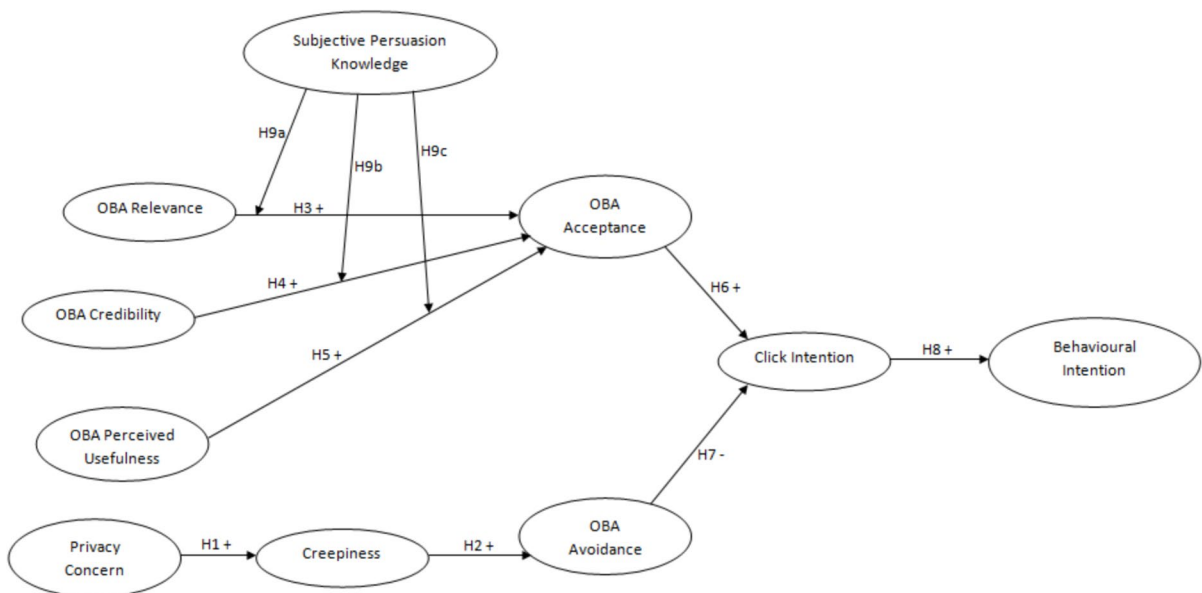 Subjective Persuasion
Knowledge
H9a
H9b
H9c
OBA Relevance
H3 +
OBA
Acceptance
H4 +
OBA Credibility
H6 +
H5 +
Click Intention
H8 +
Behavioural
Intention
OBA Perceived
Usefulness
H7 -
Privacy
Concern
H1 +
Creepiness
H2 +
OBA
Avoidance